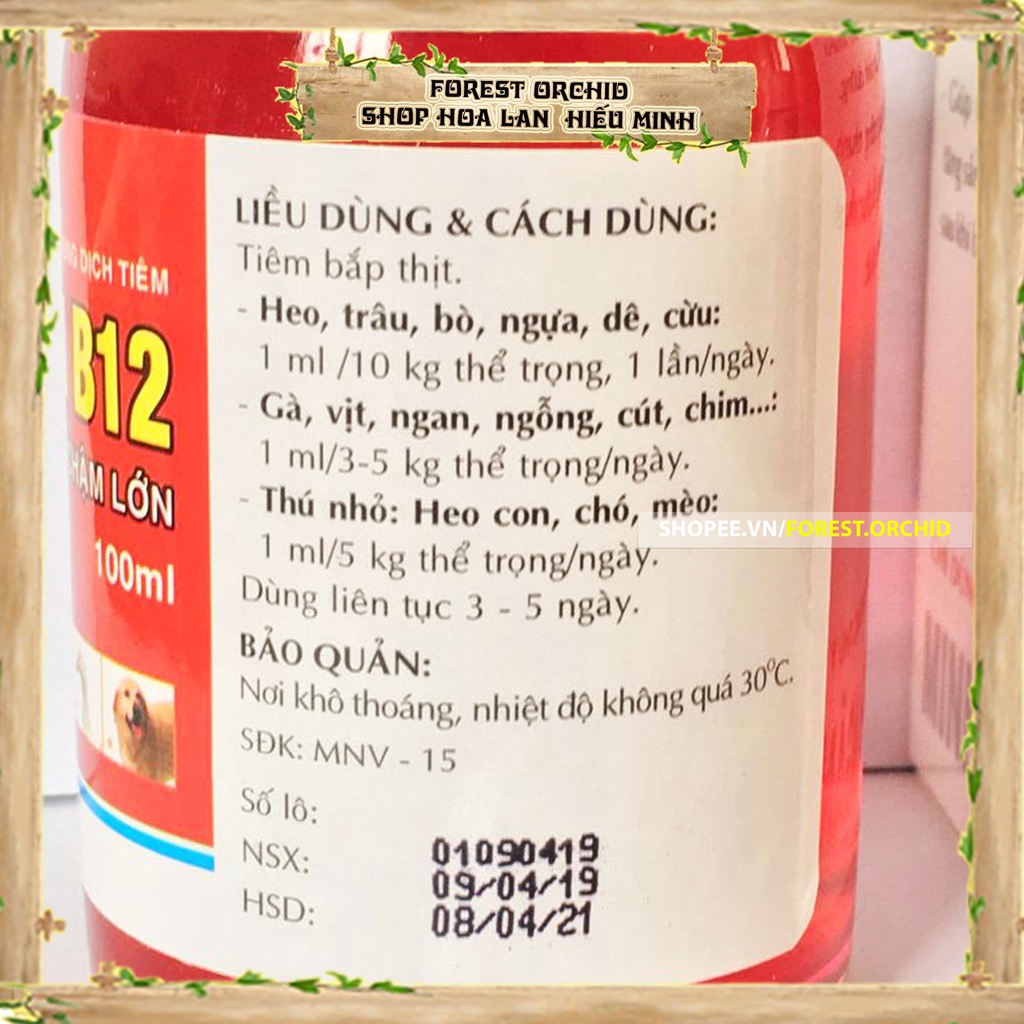 FOREST ORCHID
SHOP HOA LAN HIẾU MINH
LIỀU DÙNG & CÁCH DÙNG:
Tiêm bắp thịt.
- Heo, trâu, bò, ngựa, dê, cừu:
1 ml /10 kg thể trọng, 1 lần/ngày.
- Gà, vịt, ngan, ngỗng, cút, chim...:
1 ml/3-5 kg thể trọng/ngày.
- Thú nhỏ: Heo con, chó, mèo:
1 ml/5 kg thể trọng/ngày.
Dùng liên tục 3 - 5 ngày.
BẢO QUẢN:
Nơi khô thoáng, nhiệt độ không quá 30°C.
SĐK: MNV - 15
Số lô: 01090419
NSX: 09/04/19
HSD: 08/04/21
DỊCH TIÊM
B12
LỚN
100ml
SHOPEE.VN/FOREST.ORCHID